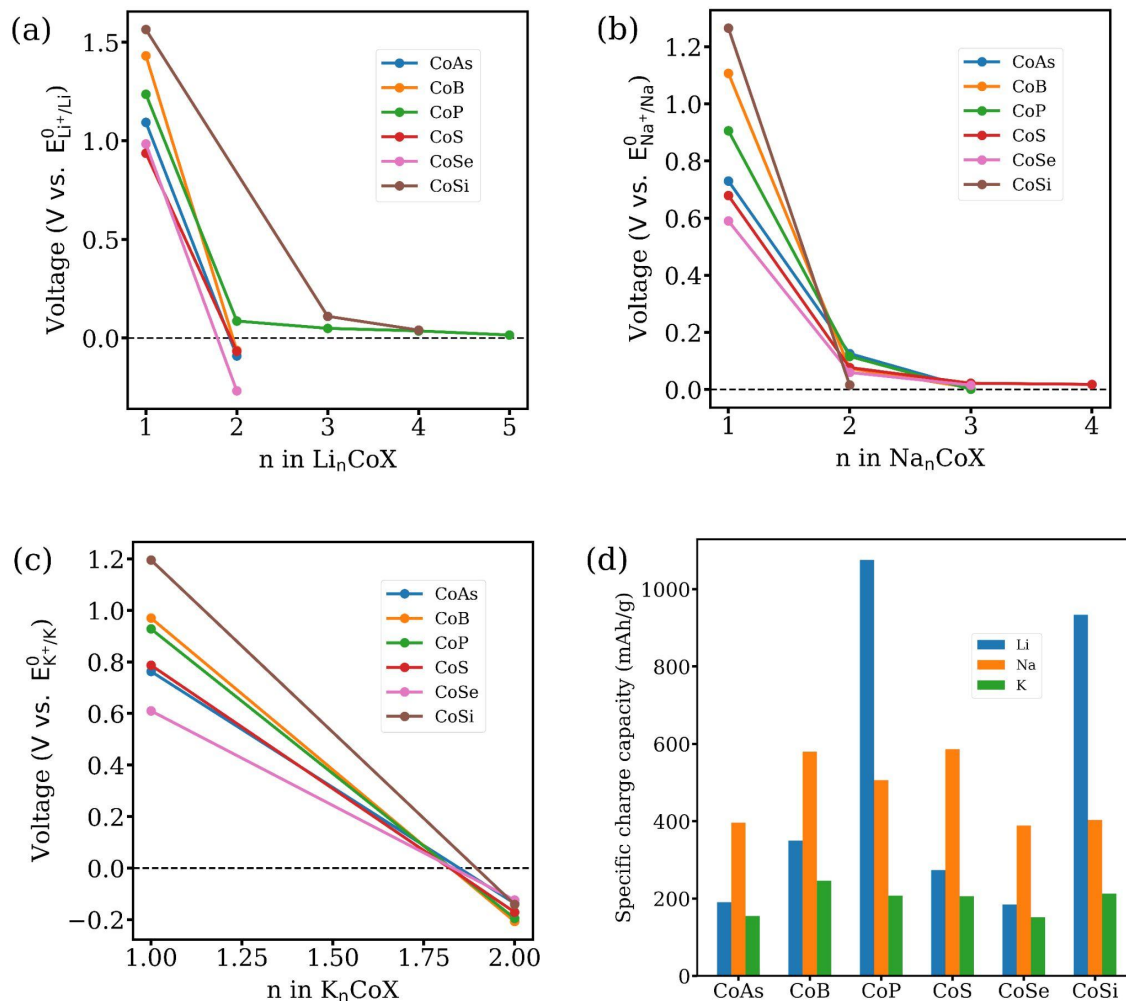 (a)
Voltage (V vs. E⁰Li⁺/Li)
1.5
1.0
0.5
0.0
CoAs
CoB
CoP
CoS
CoSe
CoSi
1 2 3 4 5
n in LiₙCoX
(b)
Voltage (V vs. E⁰Na⁺/Na)
1.2
1.0
0.8
0.6
0.4
0.2
0.0
CoAs
CoB
CoP
CoS
CoSe
CoSi
1 2 3 4
n in NaₙCoX
(c)
Voltage (V vs. E⁰K⁺/K)
1.2
1.0
0.8
0.6
0.4
0.2
0.0
−0.2
CoAs
CoB
CoP
CoS
CoSe
CoSi
1.00 1.25 1.50 1.75 2.00
n in KₙCoX
(d)
Specific charge capacity (mAh/g)
1000
800
600
400
200
0
Li
Na
K
CoAs CoB CoP CoS CoSe CoSi